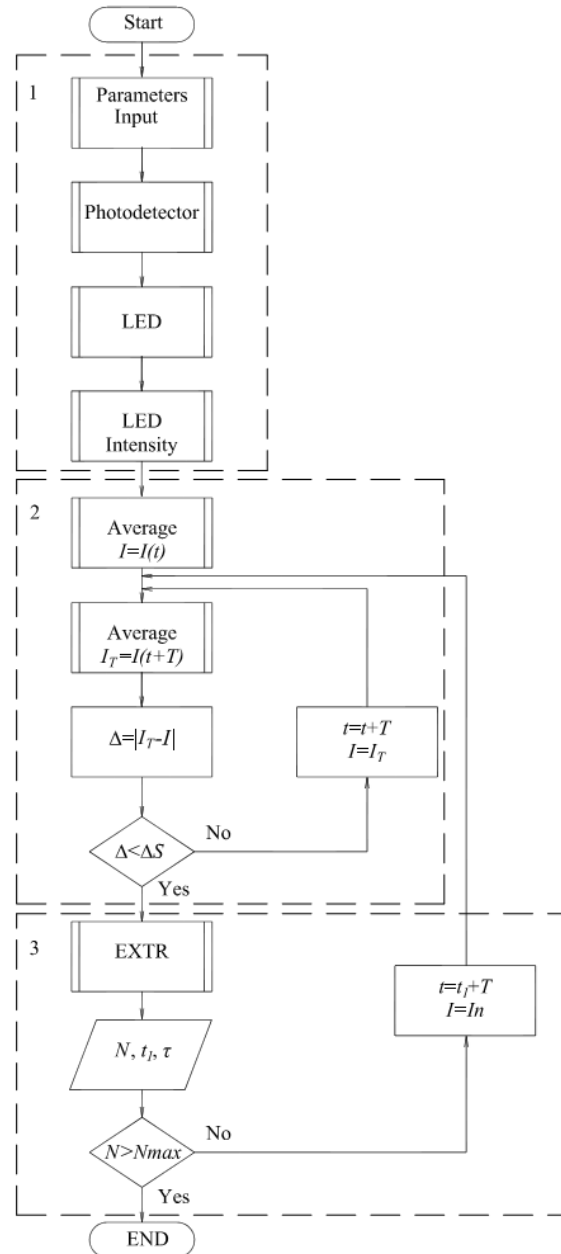 Start
1
Parameters
Input
Photodetector
LED
LED
Intensity
2
Average
I=I(t)
Average
I_T=I(t+T)
Δ=|I_T-I|
t=t+T
I=I_T
Δ<ΔS
No
Yes
3
EXTR
t=t_I+T
I=In
N, t_I, τ
N>Nmax
No
Yes
END